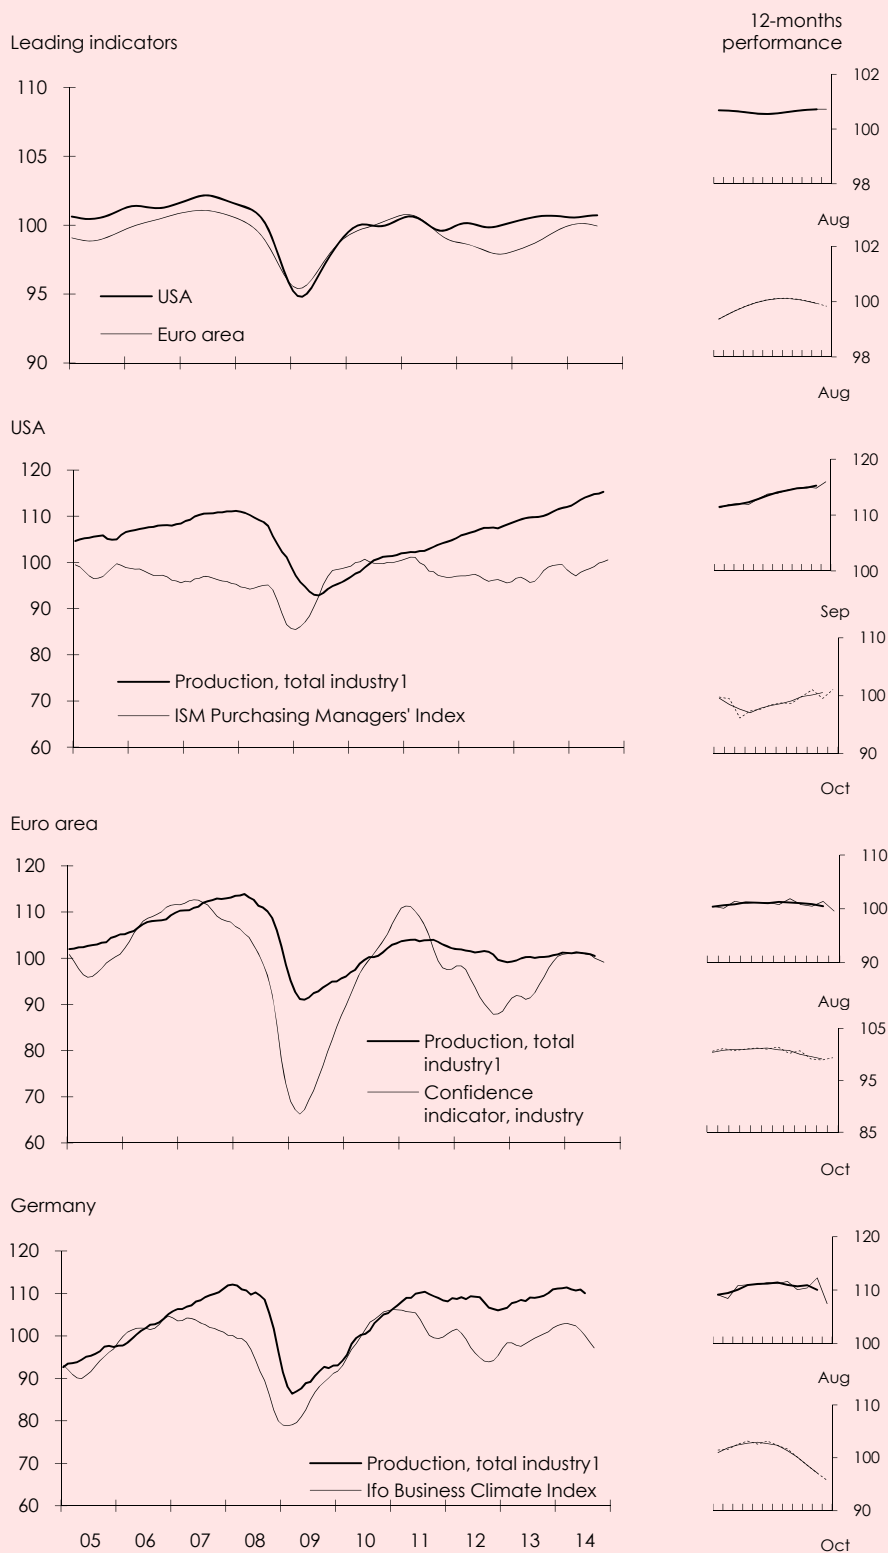 Leading indicators
12-months
performance
110
105
100
95
90
USA
Euro area
102
100
98
Aug
102
100
98
Aug
USA
120
110
100
90
80
70
60
Production, total industry1
ISM Purchasing Managers' Index
120
110
100
Sep
110
100
90
Oct
Euro area
120
110
100
90
80
70
60
Production, total
industry1
Confidence
indicator, industry
110
100
90
Aug
105
95
85
Oct
Germany
120
110
100
90
80
70
60
Production, total industry1
Ifo Business Climate Index
05 06 07 08 09 10 11 12 13 14
120
110
100
Aug
110
100
90
Oct